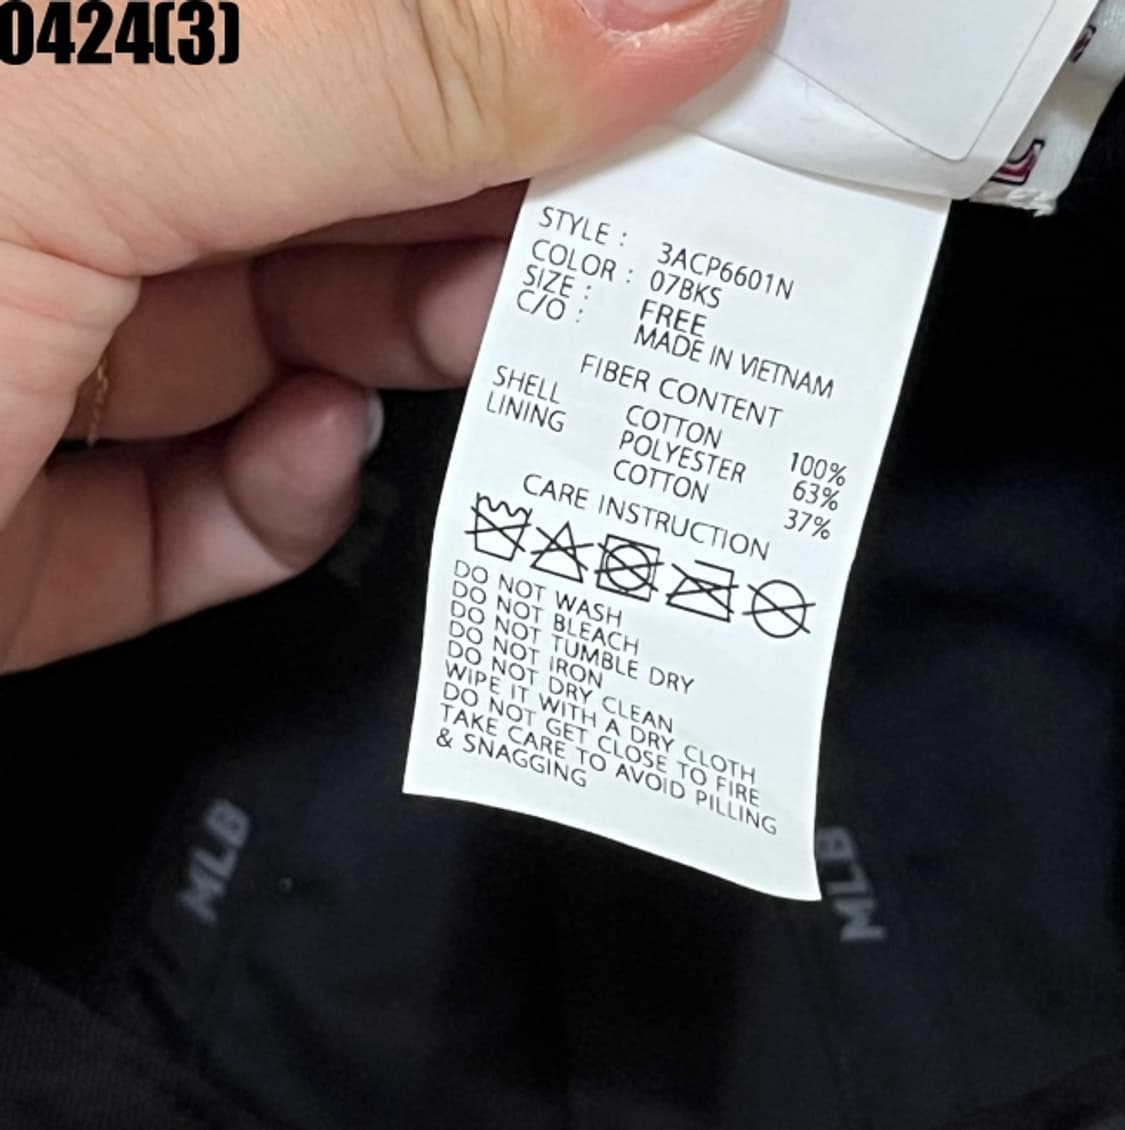 0424(3)
STYLE : 3ACP6601N
COLOR : 07BKS
SIZE : FREE
C/O : MADE IN VIETNAM
FIBER CONTENT
SHELL COTTON 100%
LINING POLYESTER 63%
COTTON 37%
CARE INSTRUCTION
DO NOT WASH
DO NOT BLEACH
DO NOT TUMBLE DRY
DO NOT IRON
DO NOT DRY CLEAN
WIPE IT WITH A DRY CLOTH
DO NOT GET CLOSE TO FIRE
TAKE CARE TO AVOID PILLING
& SNAGGING
MLB
MLB